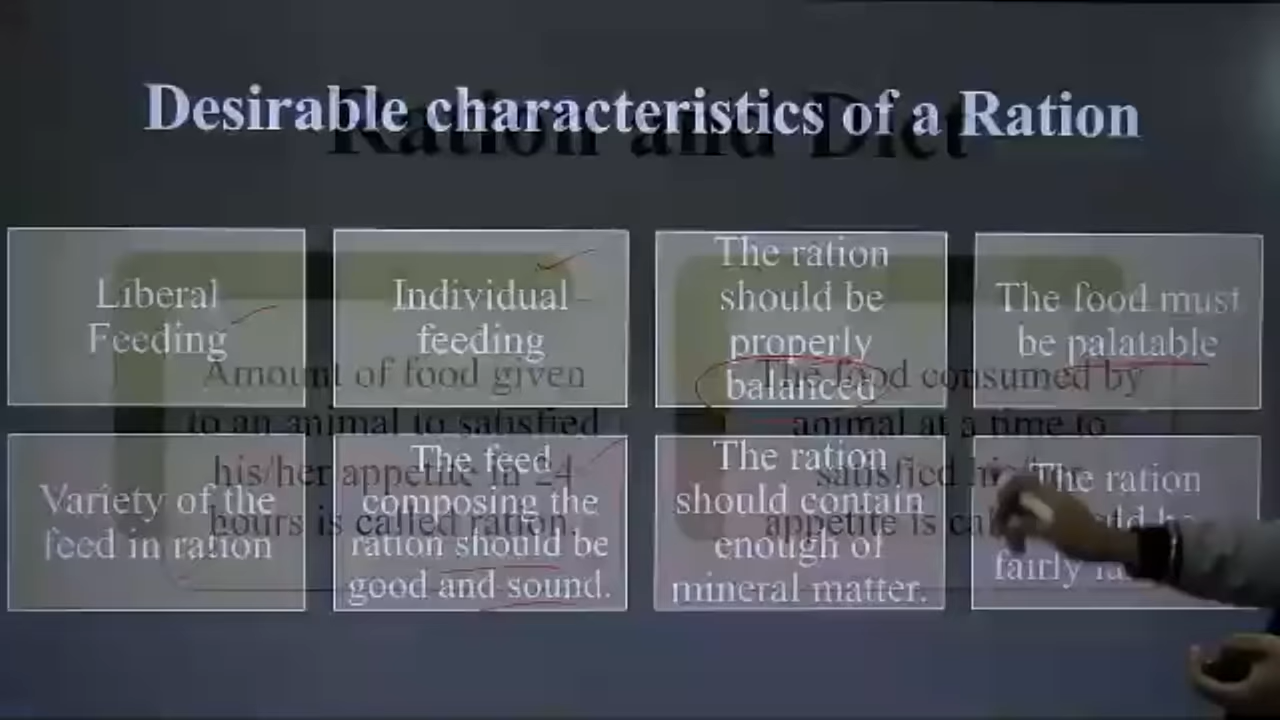 Desirable characteristics of a Ration
Ration and Diet
Liberal
Feeding
Individual
feeding
The ration
should be
properly
balanced
The food must
be palatable
Variety of the
feed in ration
The feed
composing the
ration should be
good and sound.
The ration
should contain
enough of
mineral matter.
The ration
fairly
Amount of food given
to an animal to satisfied
his/her appetite in 24
hours is called ration.
The food consumed by
animal at a time to
satisfied his/her
appetite is